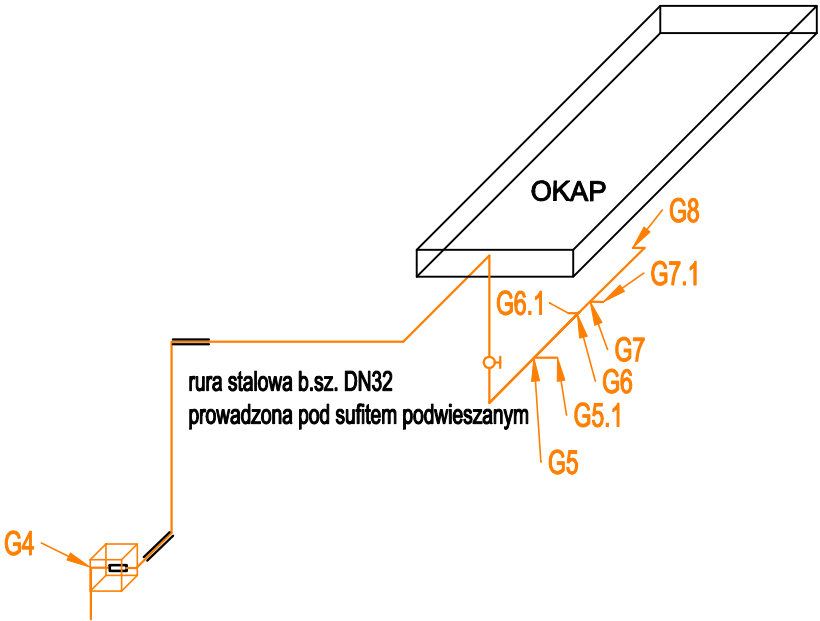 OKAP
G8
G7.1
G6.1
G7
G6
rura stalowa b.sz. DN32
prowadzona pod sufitem podwieszanym
G5.1
G5
G4